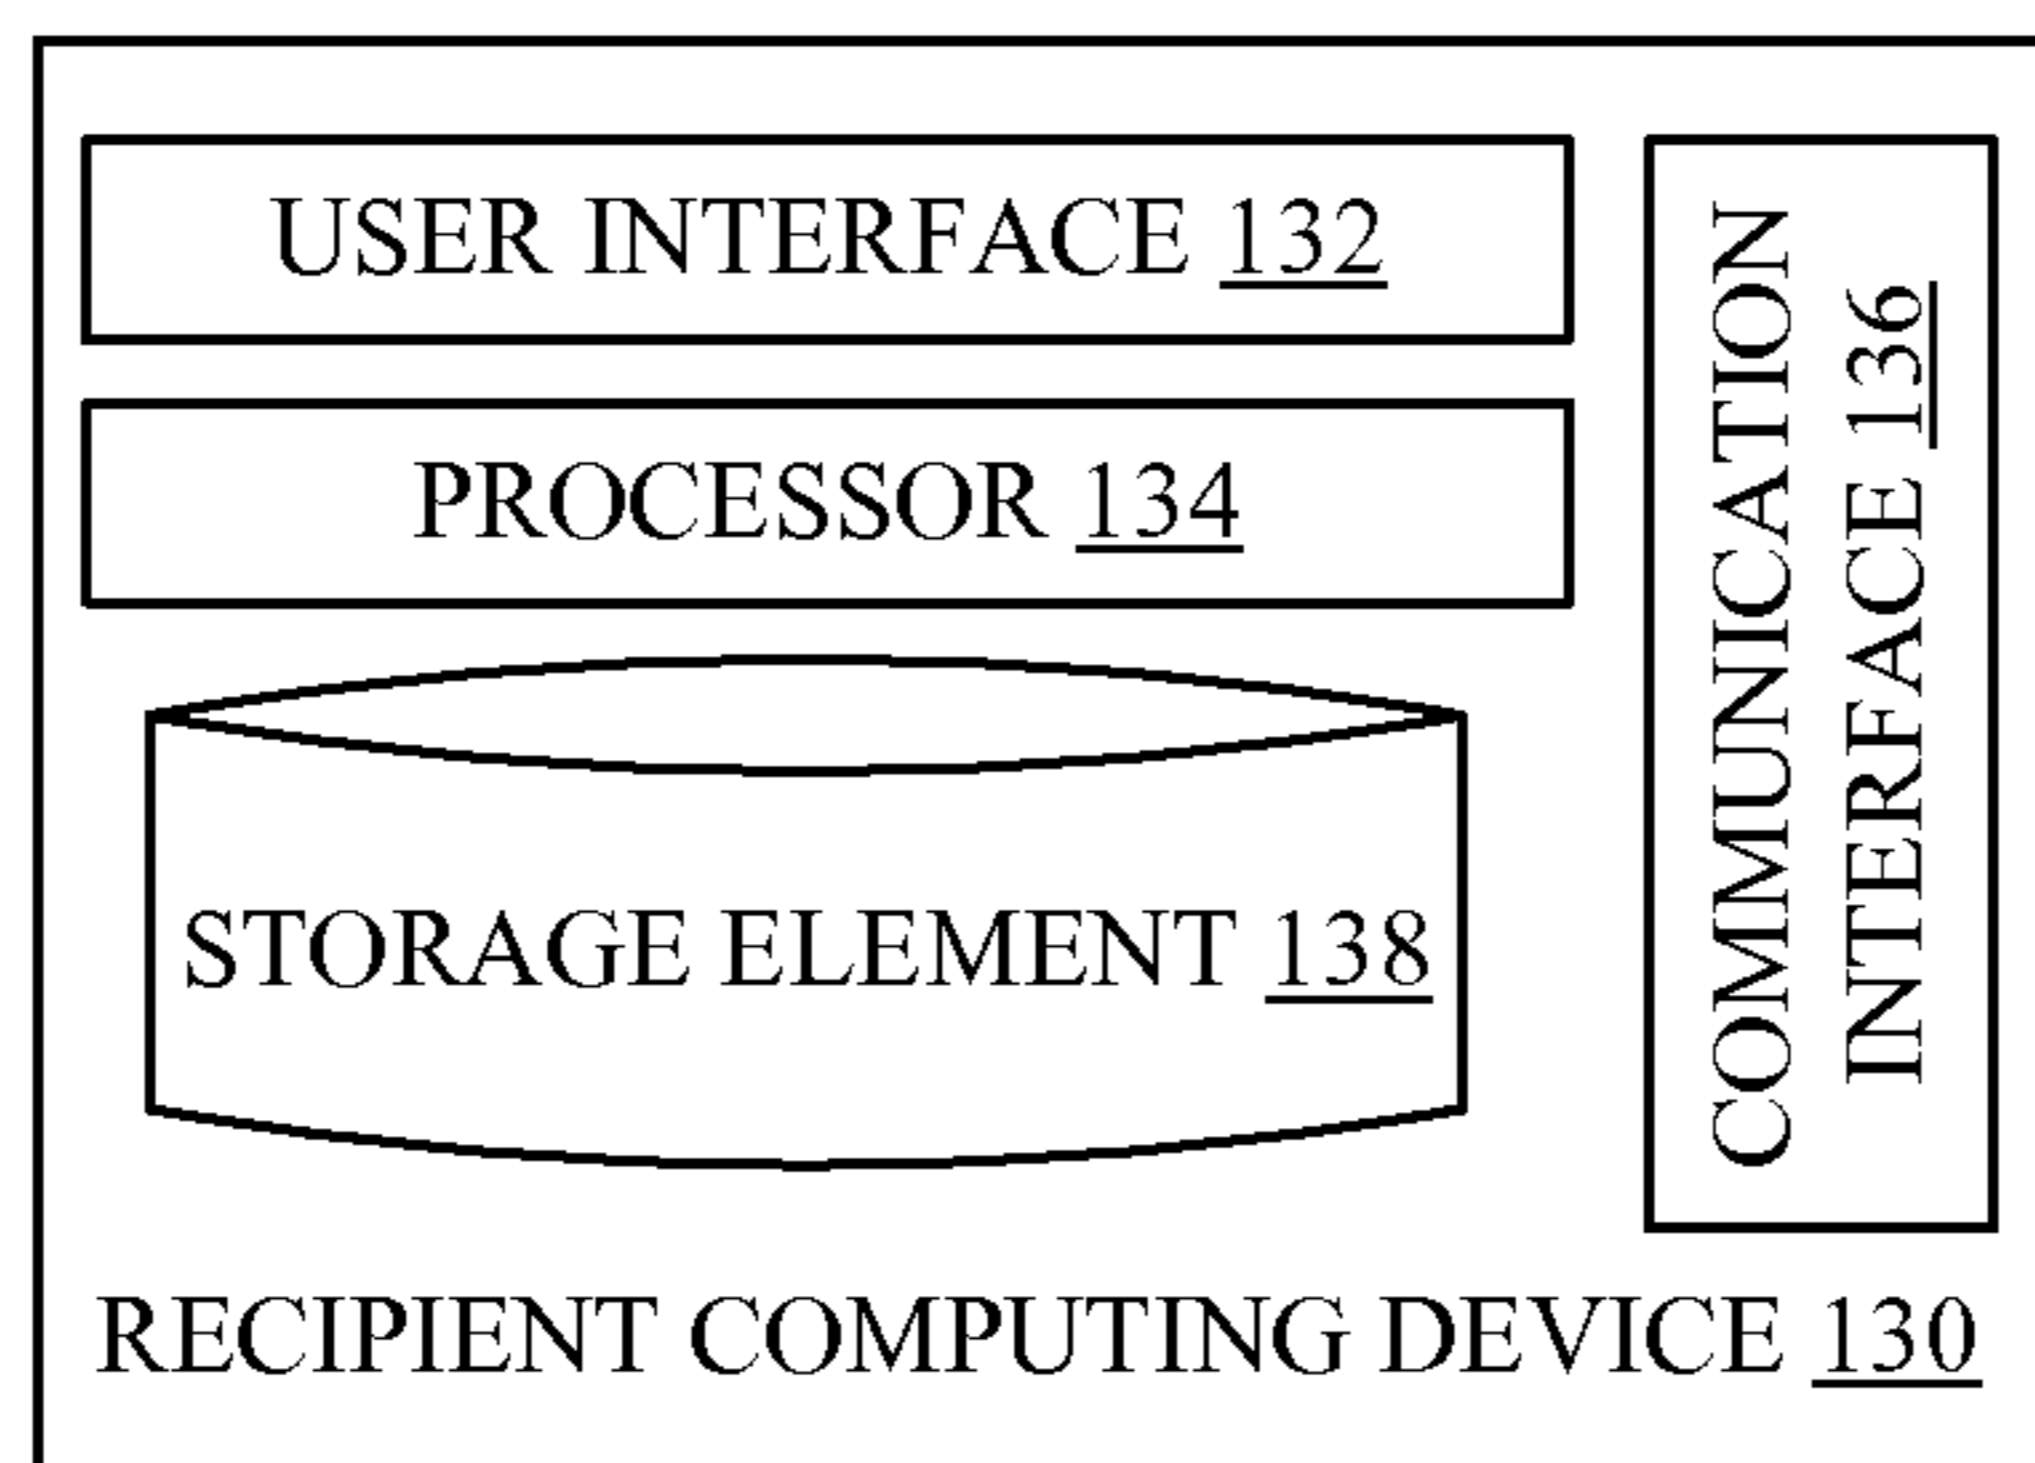 USER INTERFACE 132
PROCESSOR 134
STORAGE ELEMENT 138
COMMUNICATION
INTERFACE 136
RECIPIENT COMPUTING DEVICE 130